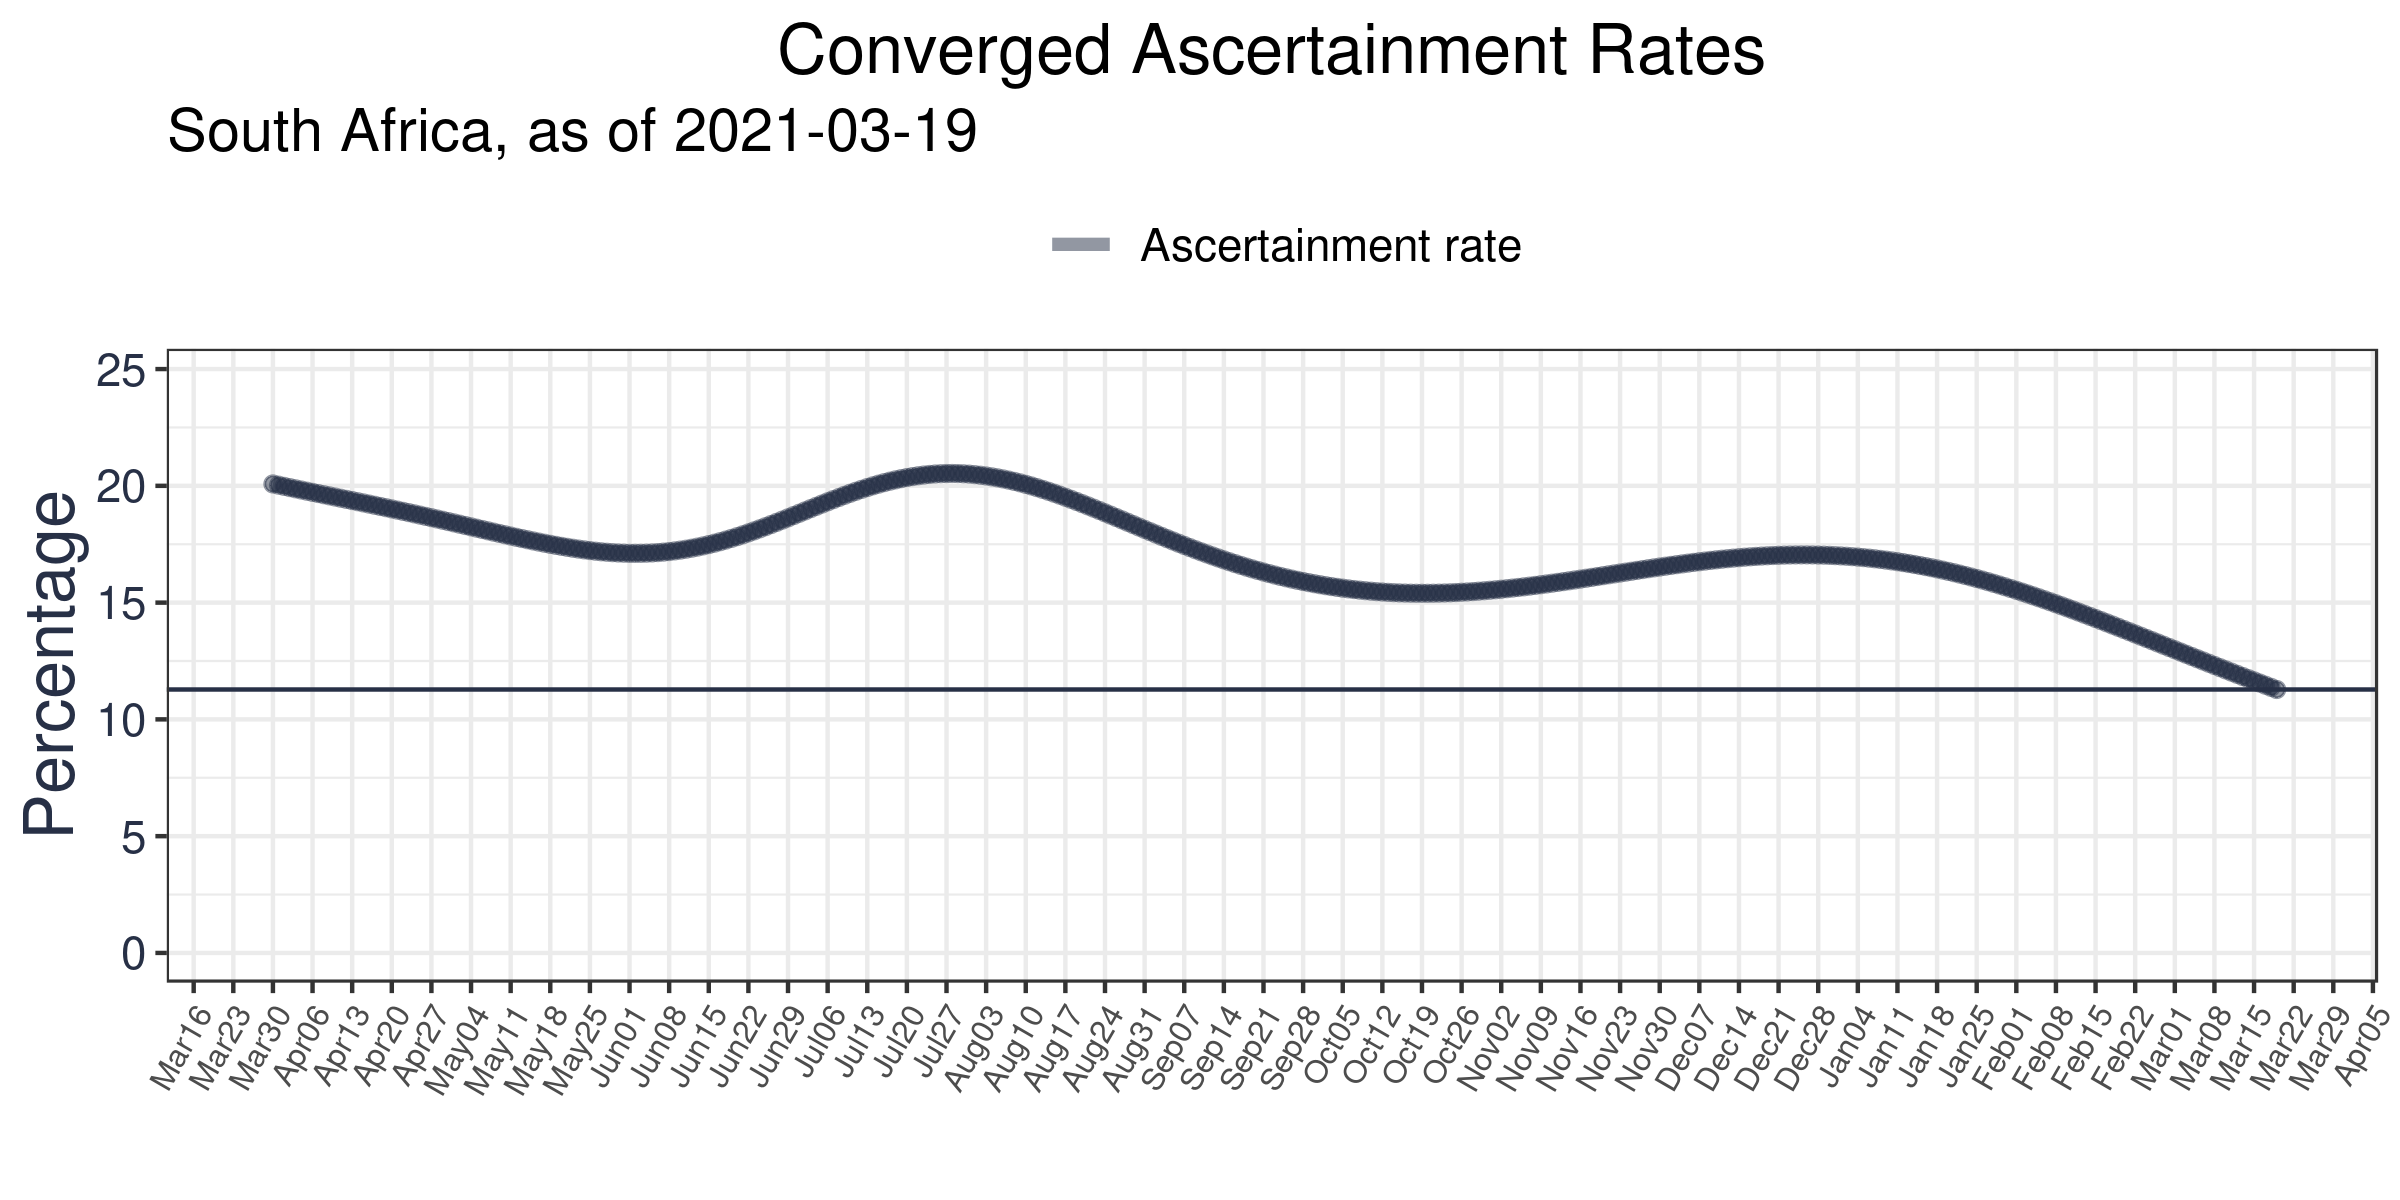 Converged Ascertainment Rates
South Africa, as of 2021-03-19
Ascertainment rate
Percentage
25
20
15
10
5
0
Mar16
Mar23
Mar30
Apr06
Apr13
Apr20
Apr27
May04
May11
May18
May25
Jun01
Jun08
Jun15
Jun22
Jun29
Jul06
Jul13
Jul20
Jul27
Aug03
Aug10
Aug17
Aug24
Aug31
Sep07
Sep14
Sep21
Sep28
Oct05
Oct12
Oct19
Oct26
Nov02
Nov09
Nov16
Nov23
Nov30
Dec07
Dec14
Dec21
Dec28
Jan04
Jan11
Jan18
Jan25
Feb01
Feb08
Feb15
Feb22
Mar01
Mar08
Mar15
Mar22
Mar29
Apr05